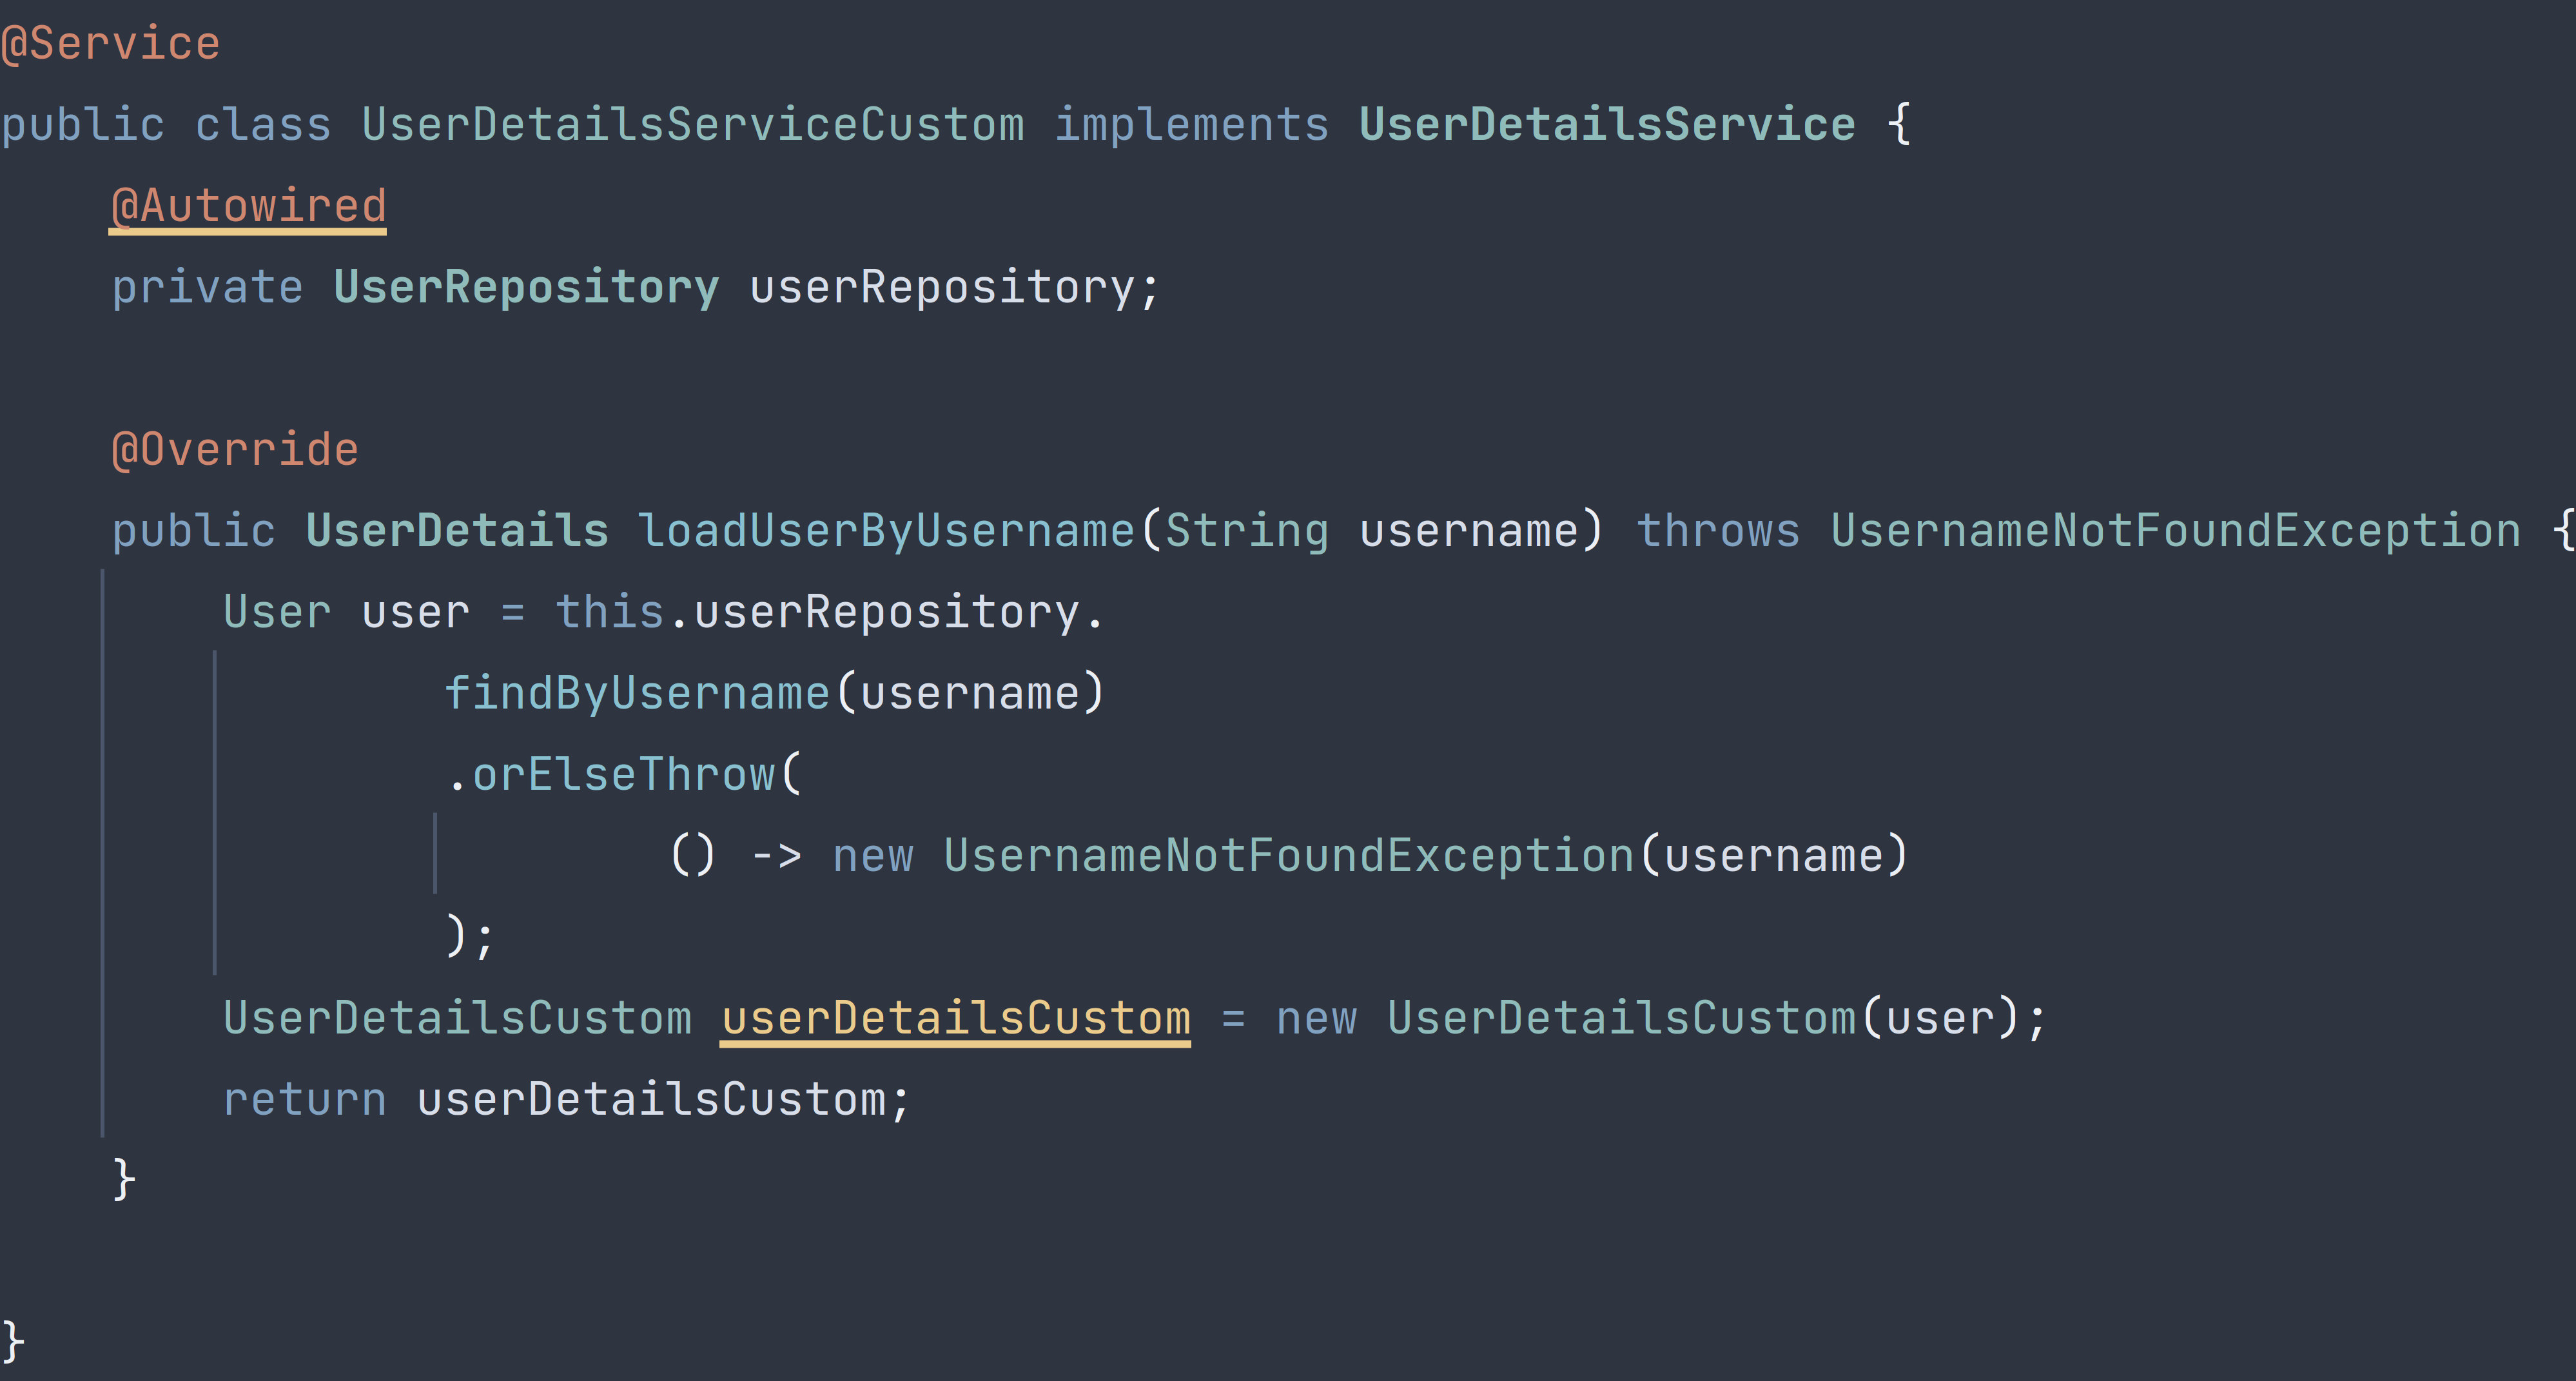 @Service
public class UserDetailsServiceCustom implements UserDetailsService {
    @Autowired
    private UserRepository userRepository;

    @Override
    public UserDetails loadUserByUsername(String username) throws UsernameNotFoundException {
        User user = this.userRepository.
                findByUsername(username)
                .orElseThrow(
                        () -> new UsernameNotFoundException(username)
                );
        UserDetailsCustom userDetailsCustom = new UserDetailsCustom(user);
        return userDetailsCustom;
    }

}